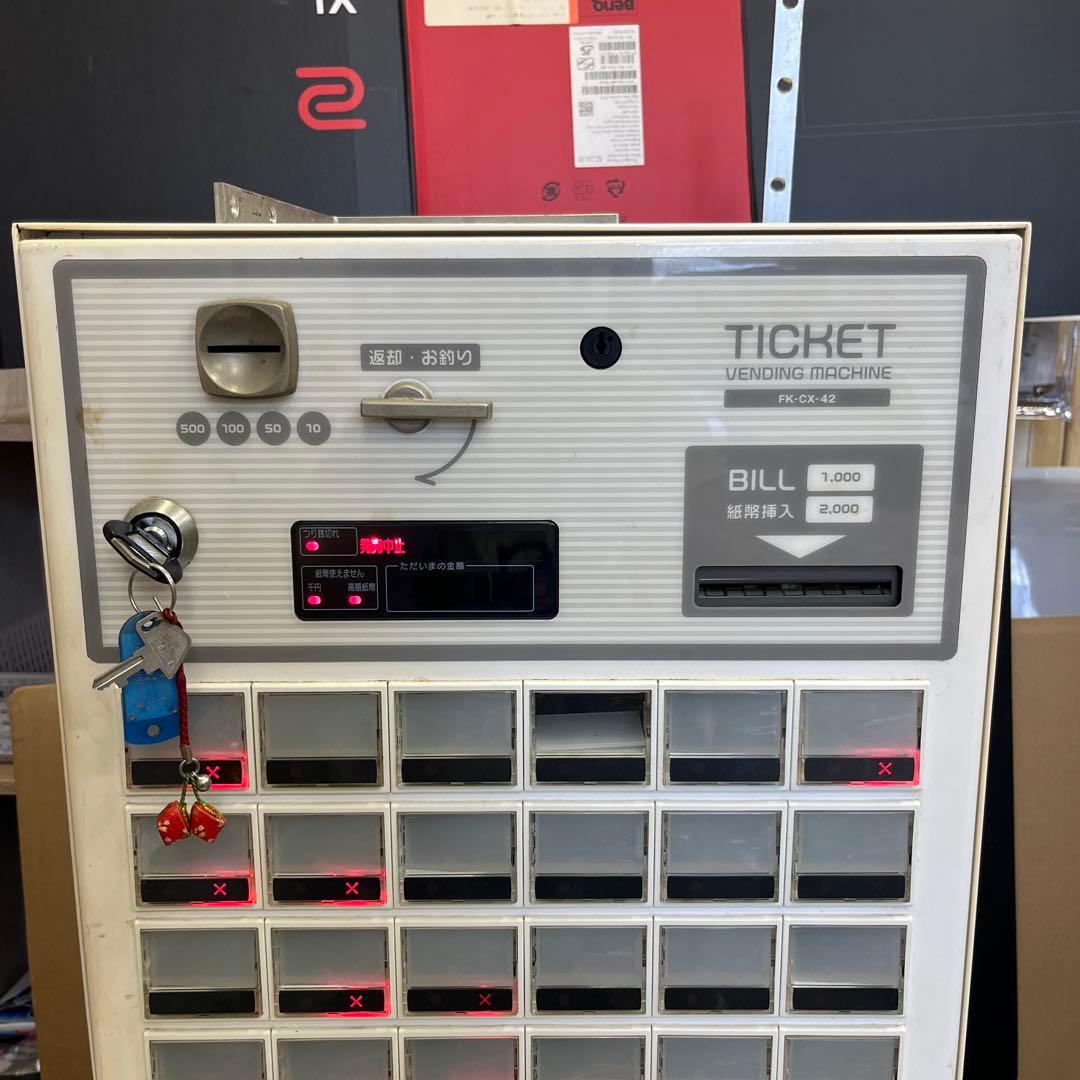 XL
BenQ
TICKET
VENDING MACHINE
FK-CX-42
返却・お釣り
500 100 50 10
BILL 1,000
紙幣挿入 2,000
つり銭切れ
発売中止
紙幣使えません
千円 高額紙幣
ただいまの金額